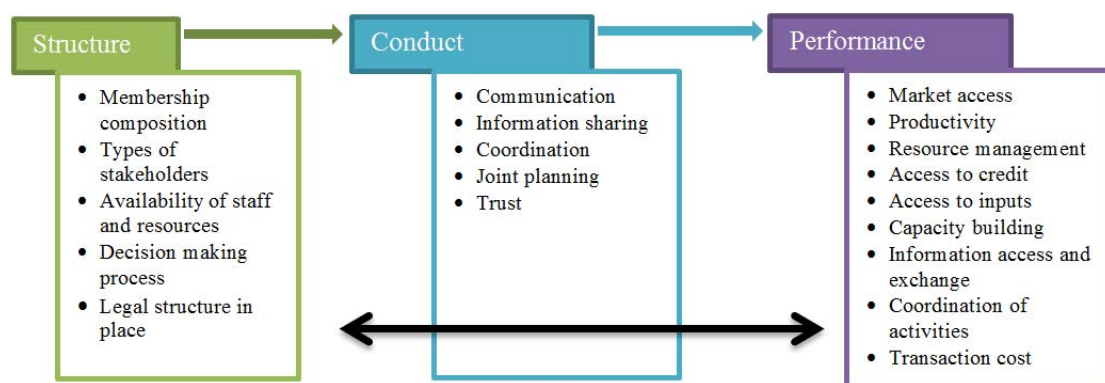 Structure
• Membership
composition
• Types of
stakeholders
• Availability of staff
and resources
• Decision making
process
• Legal structure in
place
Conduct
• Communication
• Information sharing
• Coordination
• Joint planning
• Trust
Performance
• Market access
• Productivity
• Resource management
• Access to credit
• Access to inputs
• Capacity building
• Information access and
exchange
• Coordination of
activities
• Transaction cost